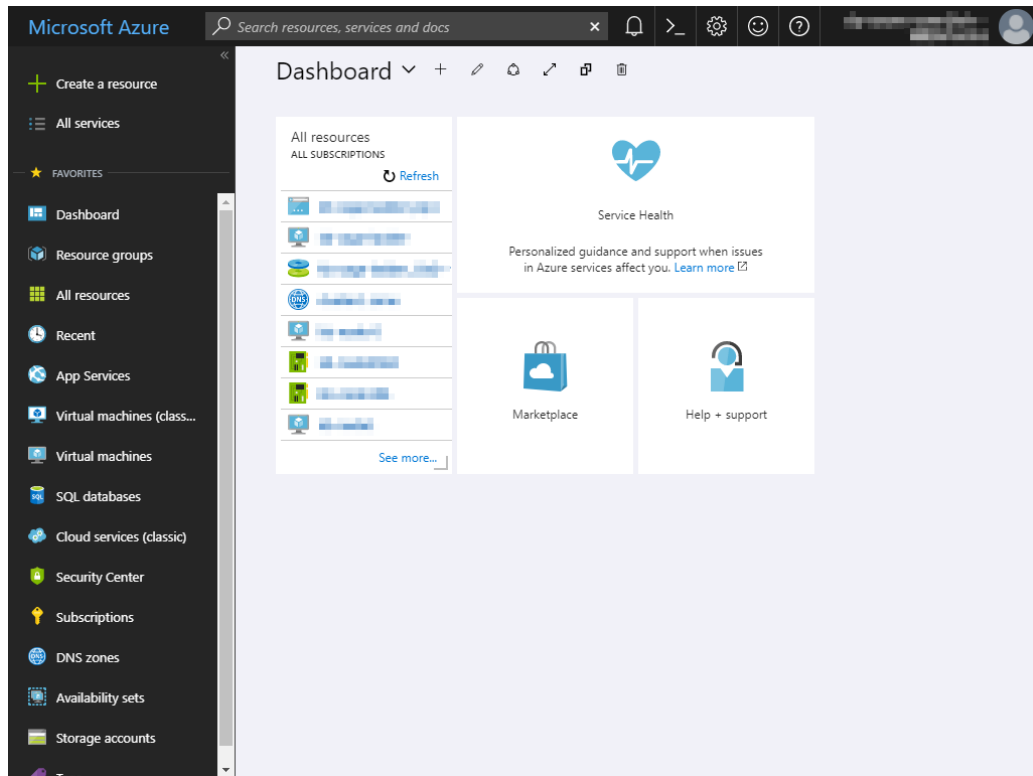 Microsoft Azure
Search resources, services and docs
Create a resource
All services
FAVORITES
Dashboard
Resource groups
All resources
Recent
App Services
Virtual machines (class...
Virtual machines
SQL databases
Cloud services (classic)
Security Center
Subscriptions
DNS zones
Availability sets
Storage accounts
Dashboard
All resources
ALL SUBSCRIPTIONS
Refresh
See more...
Service Health
Personalized guidance and support when issues
in Azure services affect you. Learn more
Marketplace
Help + support